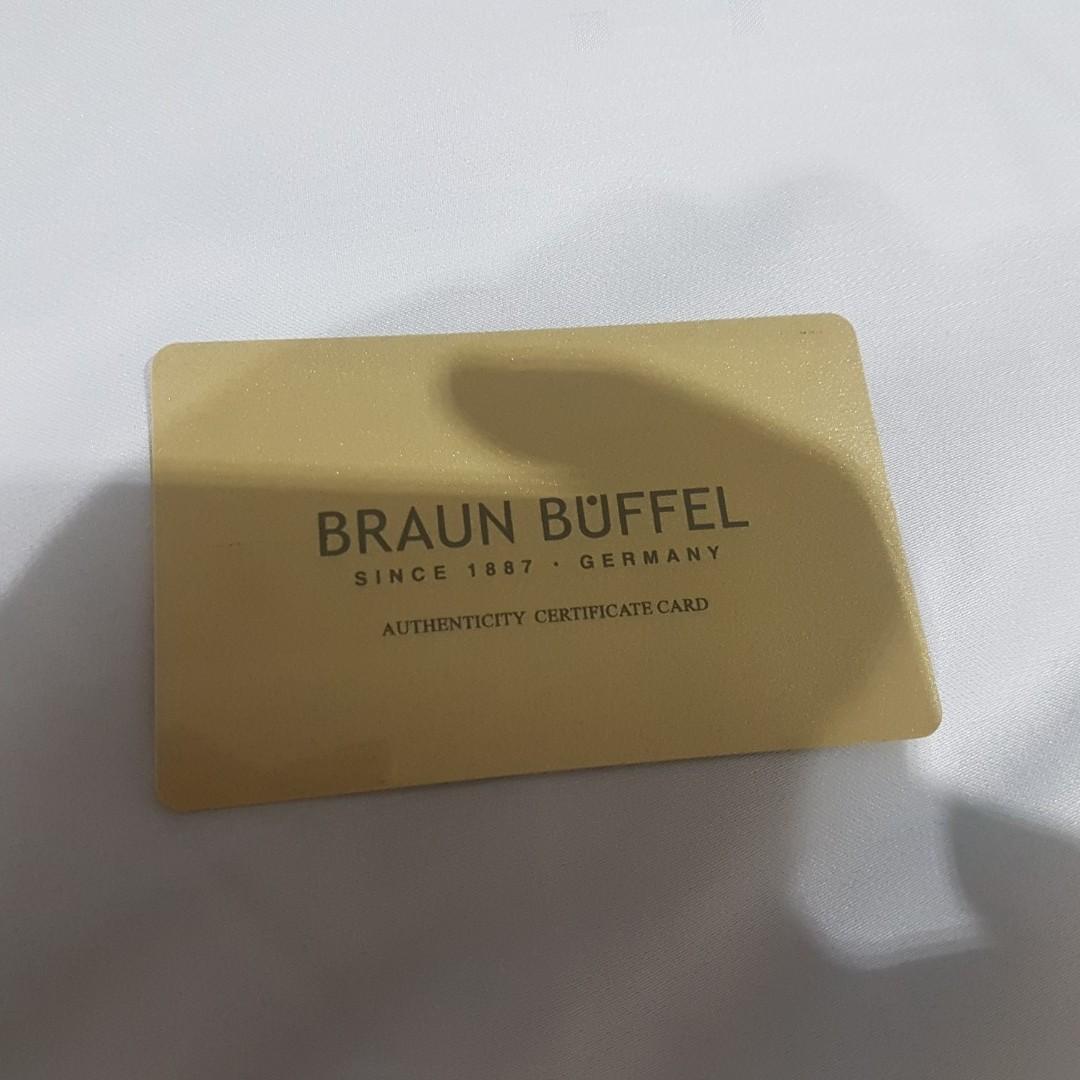 BRAUN BÜFFEL
SINCE 1887 · GERMANY
AUTHENTICITY CERTIFICATE CARD